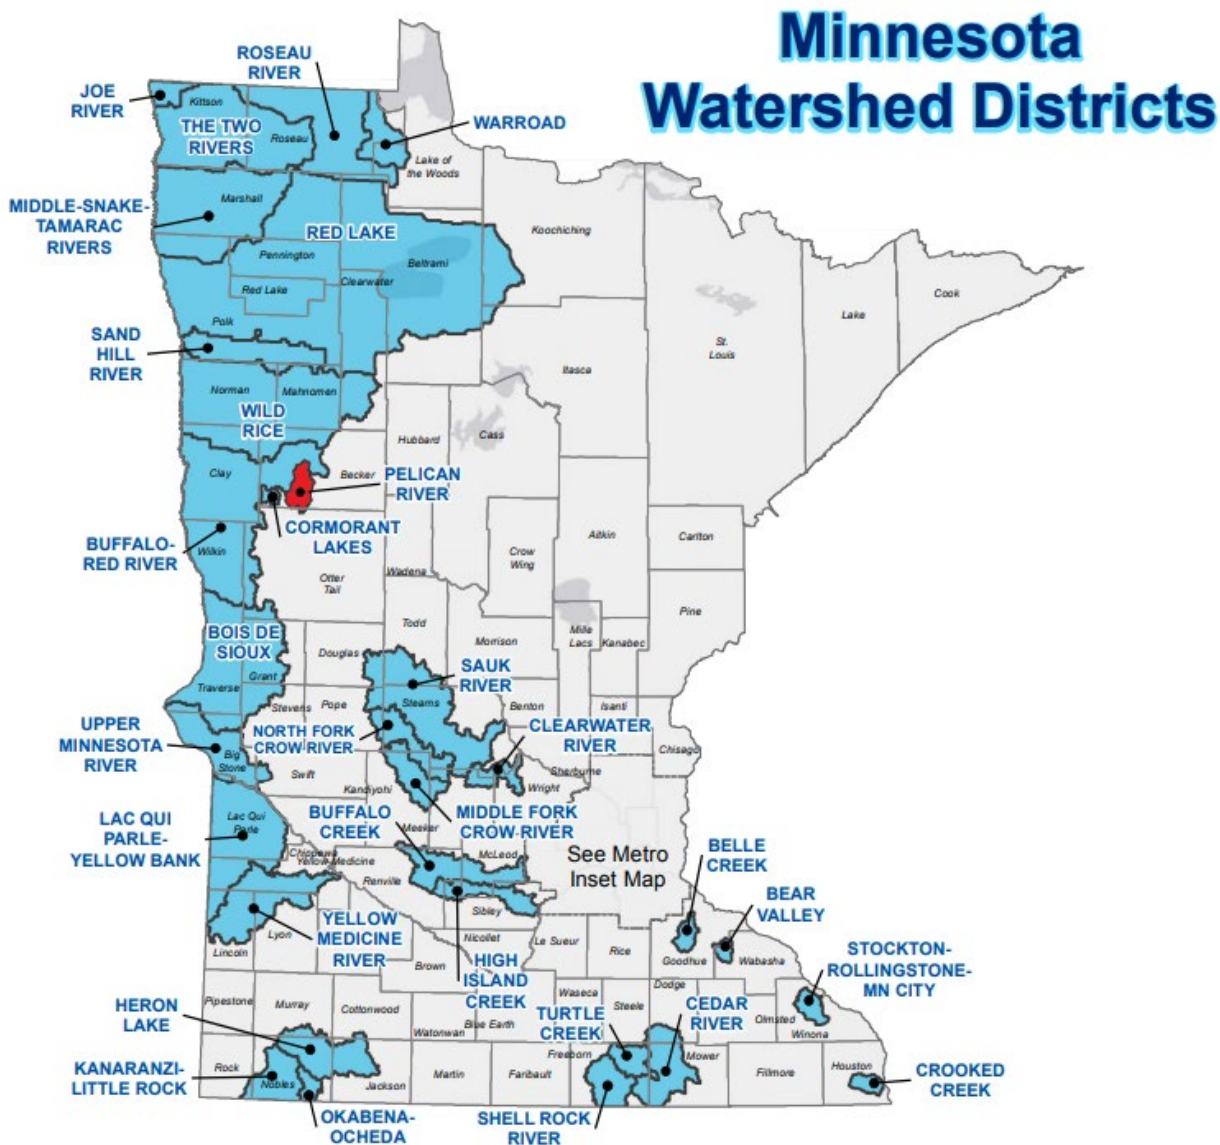 Minnesota
Watershed Districts
ROSEAU
RIVER
JOE
RIVER
Kittson
THE TWO
RIVERS
Roseau
WARROAD
Lake of
the Woods
MIDDLE-SNAKE-
TAMARAC
RIVERS
Marshall
RED LAKE
Koochiching
Pennington
Beltrami
Clearwater
Red Lake
Cook
Lake
Polk
SAND
HILL
RIVER
St.
Louis
Itasca
Norman
Mahnomen
WILD
RICE
Hubbard
Cass
Clay
Becker
PELICAN
RIVER
CORMORANT
LAKES
BUFFALO-
RED RIVER
Wilkin
Crow
Wing
Aitkin
Carlton
Otter
Tail
Wadena
Pine
Todd
BOIS DE
SIOUX
Douglas
Morrison
Mille
Lacs
Kanabec
SAUK
RIVER
Grant
Traverse
Stevens
Pope
Stearns
Benton
Isanti
UPPER
MINNESOTA
RIVER
NORTH FORK
CROW RIVER
CLEARWATER
RIVER
Chisago
Big
Stone
Swift
Sherburne
Kandiyohi
Wright
LAC QUI
PARLE-
YELLOW BANK
Lac Qui
Parle
BUFFALO
CREEK
MIDDLE FORK
CROW RIVER
Meeker
McLeod
See Metro
Inset Map
BELLE
CREEK
Chippewa
Yellow Medicine
Renville
BEAR
VALLEY
Sibley
YELLOW
MEDICINE
RIVER
Lyon
Lincoln
Nicollet
Le Sueur
Rice
Goodhue
Wabasha
STOCKTON-
ROLLINGSTONE-
MN CITY
Brown
HIGH
ISLAND
CREEK
HERON
LAKE
Pipestone
Murray
Cottonwood
Watonwan
Blue Earth
Waseca
Steele
Dodge
TURTLE
CREEK
CEDAR
RIVER
Olmsted
Winona
KANARANZI-
LITTLE ROCK
Rock
Nobles
Jackson
Martin
Faribault
Freeborn
Mower
Fillmore
Houston
CROOKED
CREEK
OKABENA-
OCHEDA
SHELL ROCK
RIVER